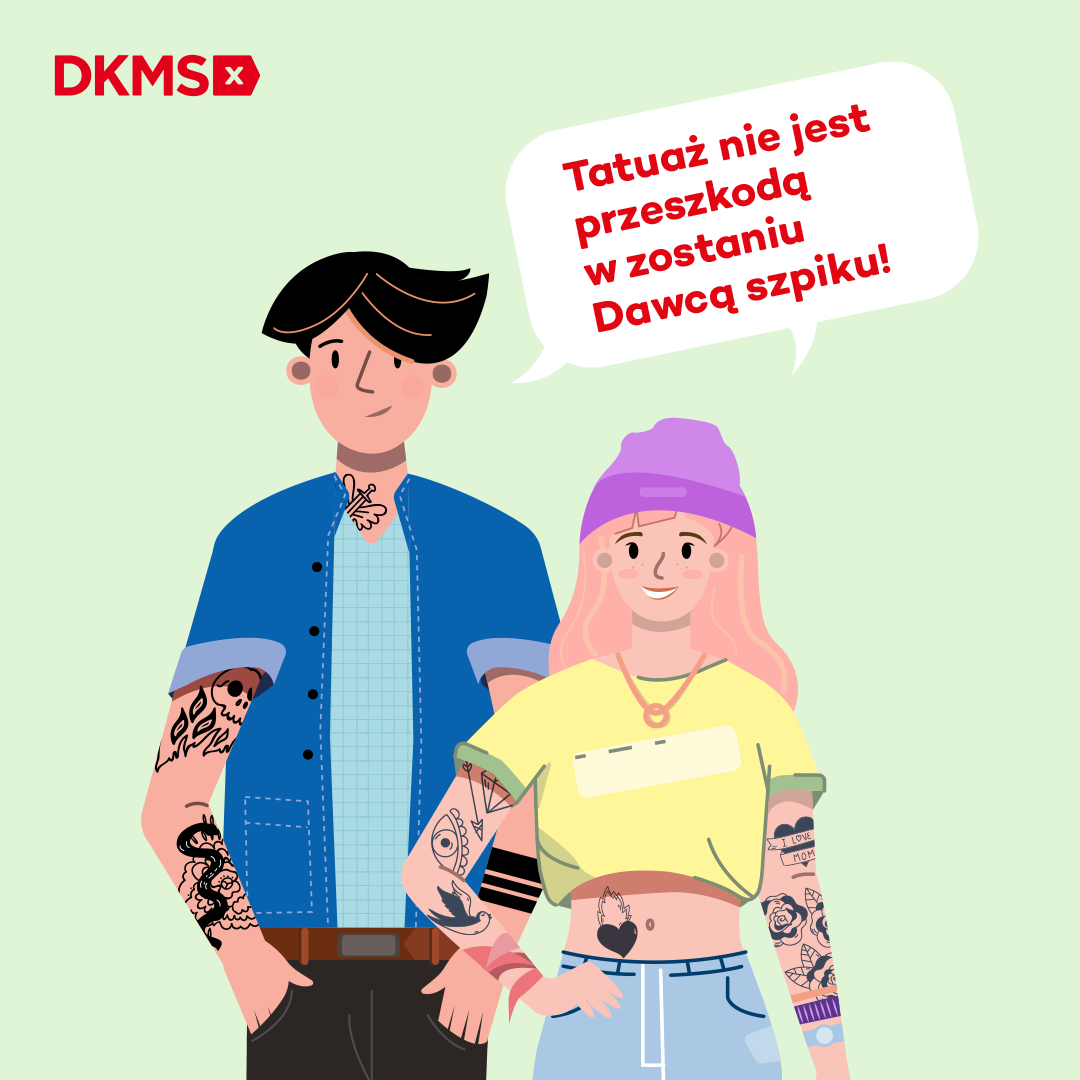 DKMS x
Tatuaż nie jest
przeszkodą
w zostaniu
Dawcą szpiku!
I LOVE
MOM